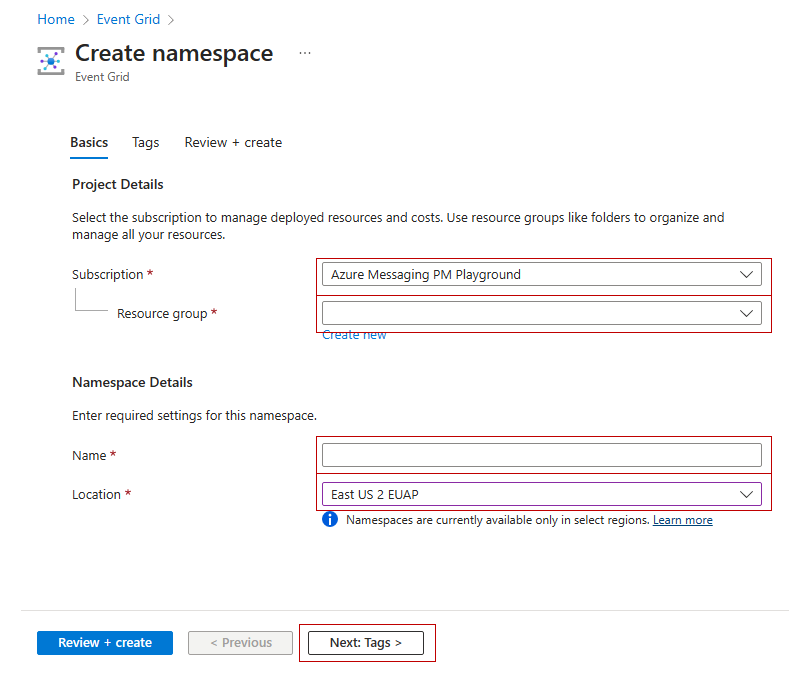 Home > Event Grid >
Create namespace ...
Event Grid
Basics Tags Review + create
Project Details
Select the subscription to manage deployed resources and costs. Use resource groups like folders to organize and
manage all your resources.
Subscription * Azure Messaging PM Playground
Resource group *
Create new
Namespace Details
Enter required settings for this namespace.
Name *
Location * East US 2 EUAP
Namespaces are currently available only in select regions. Learn more
Review + create < Previous Next: Tags >